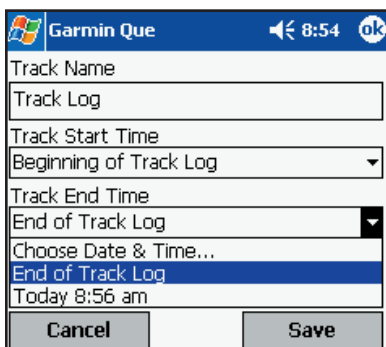 Garmin Que 8:54 ok
Track Name
Track Log
Track Start Time
Beginning of Track Log
Track End Time
End of Track Log
Choose Date & Time...
End of Track Log
Today 8:56 am
Cancel Save